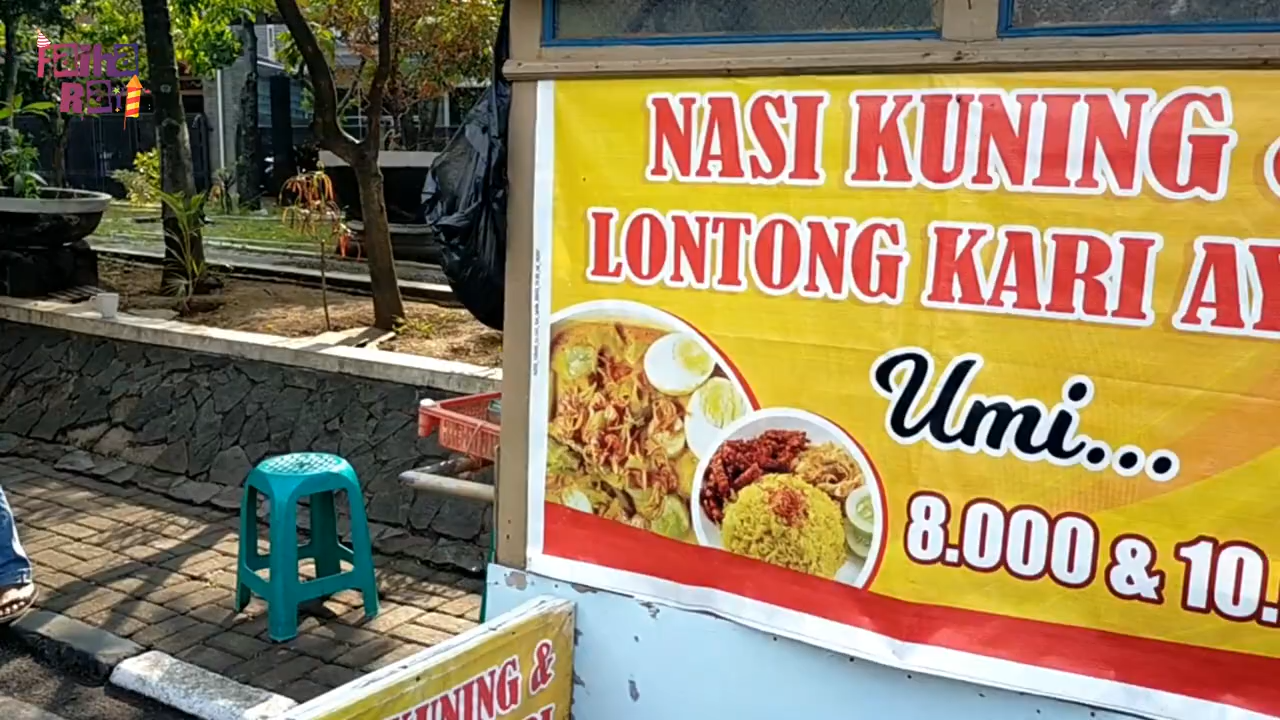 NASI KUNING
LONTONG KARI AY
Umi...
8.000 & 10.
KUNING &